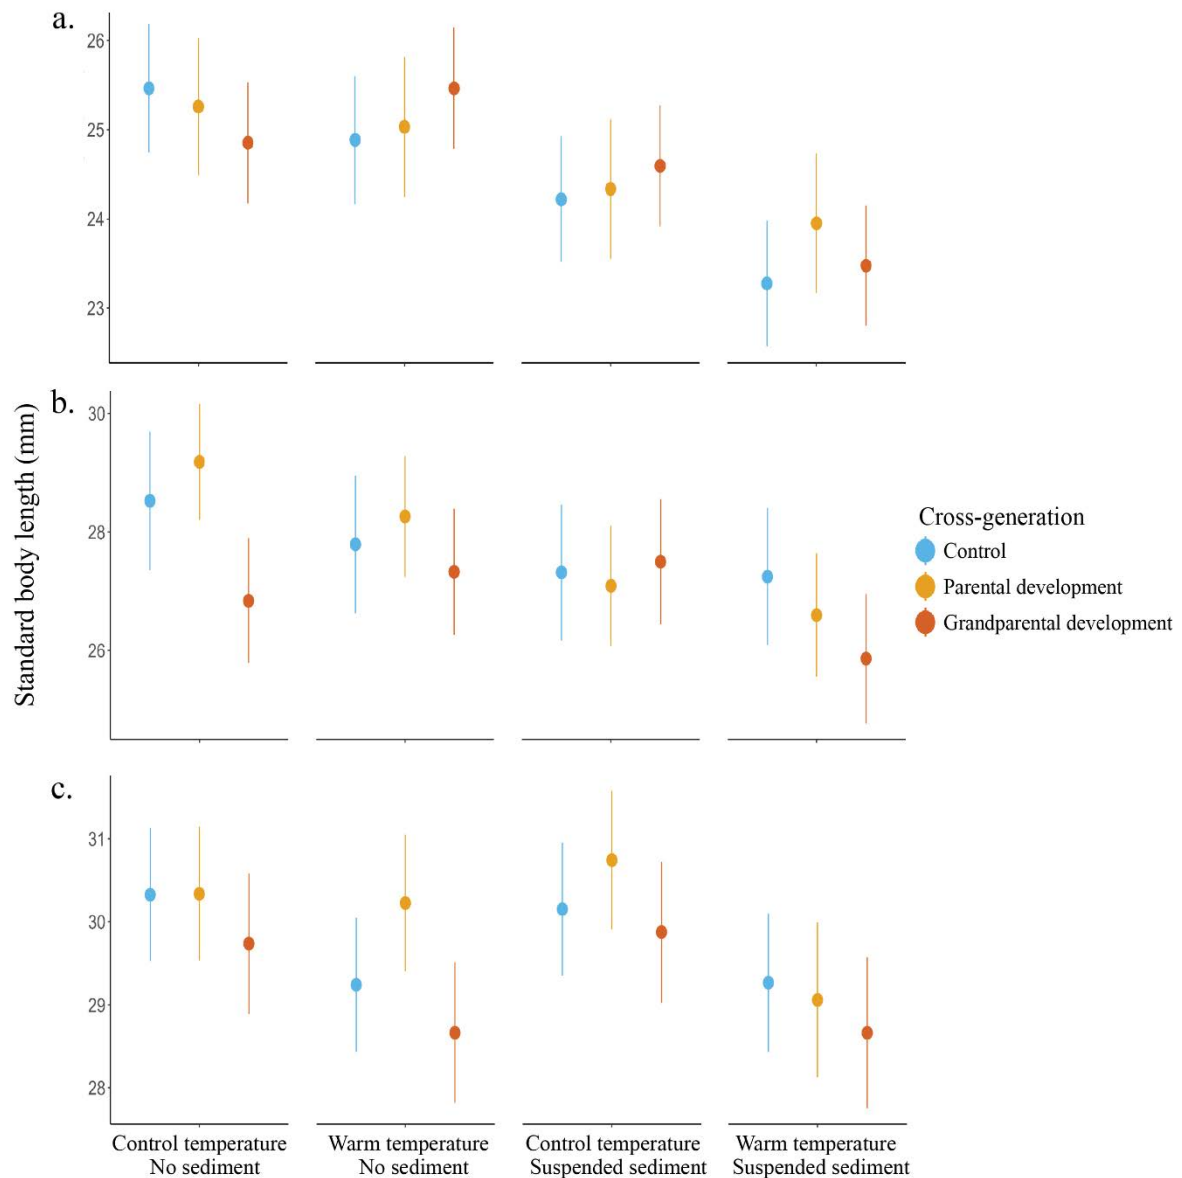 a.
26
25
24
23
b.
30
28
26
Standard body length (mm)
Cross-generation
Control
Parental development
Grandparental development
c.
31
30
29
28
Control temperature
No sediment
Warm temperature
No sediment
Control temperature
Suspended sediment
Warm temperature
Suspended sediment